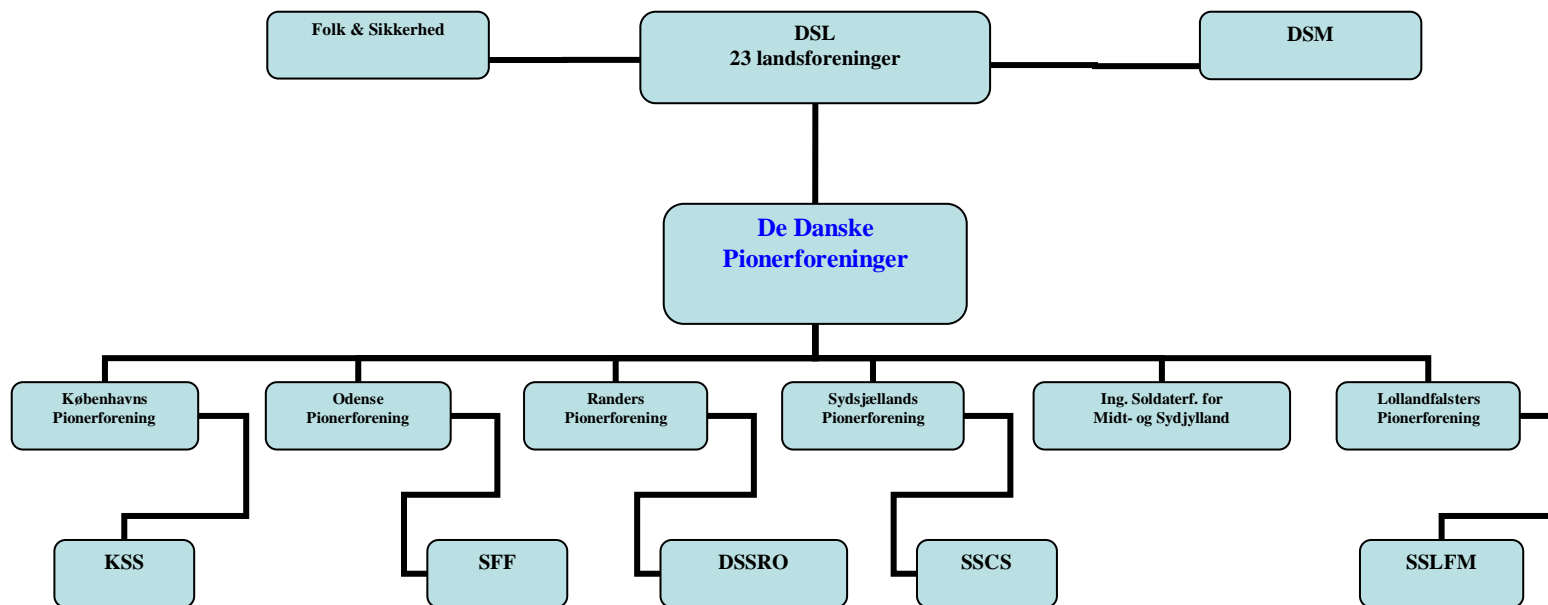 Folk & Sikkerhed
DSL
23 landsforeninger
DSM
De Danske
Pionerforeninger
Københavns
Pionerforening
Odense
Pionerforening
Randers
Pionerforening
Sydsjællands
Pionerforening
Ing. Soldaterf. for
Midt- og Sydjylland
Lollandfalsters
Pionerforening
KSS
SFF
DSSRO
SSCS
SSLFM